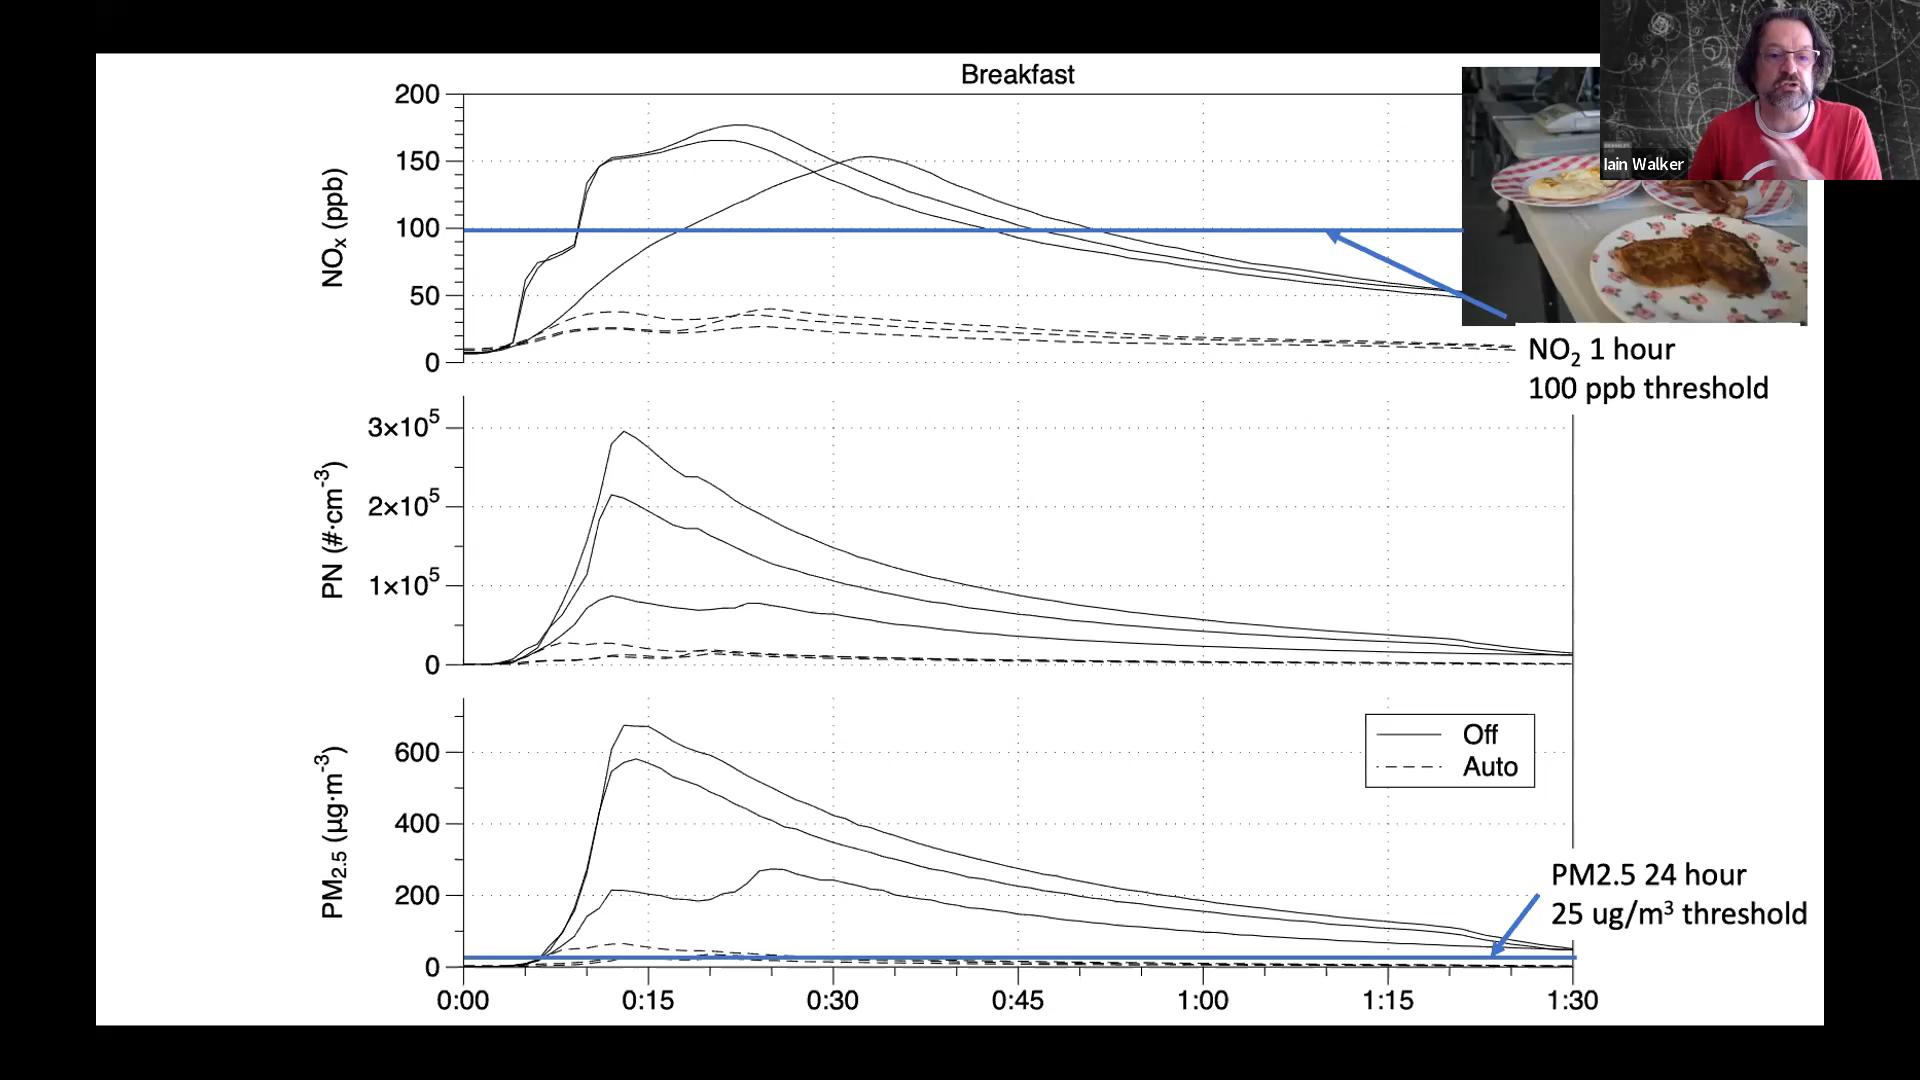 Breakfast
Iain Walker
NOx (ppb)
200
150
100
50
0
NO2 1 hour
100 ppb threshold
PN (#·cm-3)
3×10^5
2×10^5
1×10^5
0
PM2.5 (µg·m-3)
600
400
200
0
Off
Auto
PM2.5 24 hour
25 ug/m³ threshold
0:00 0:15 0:30 0:45 1:00 1:15 1:30